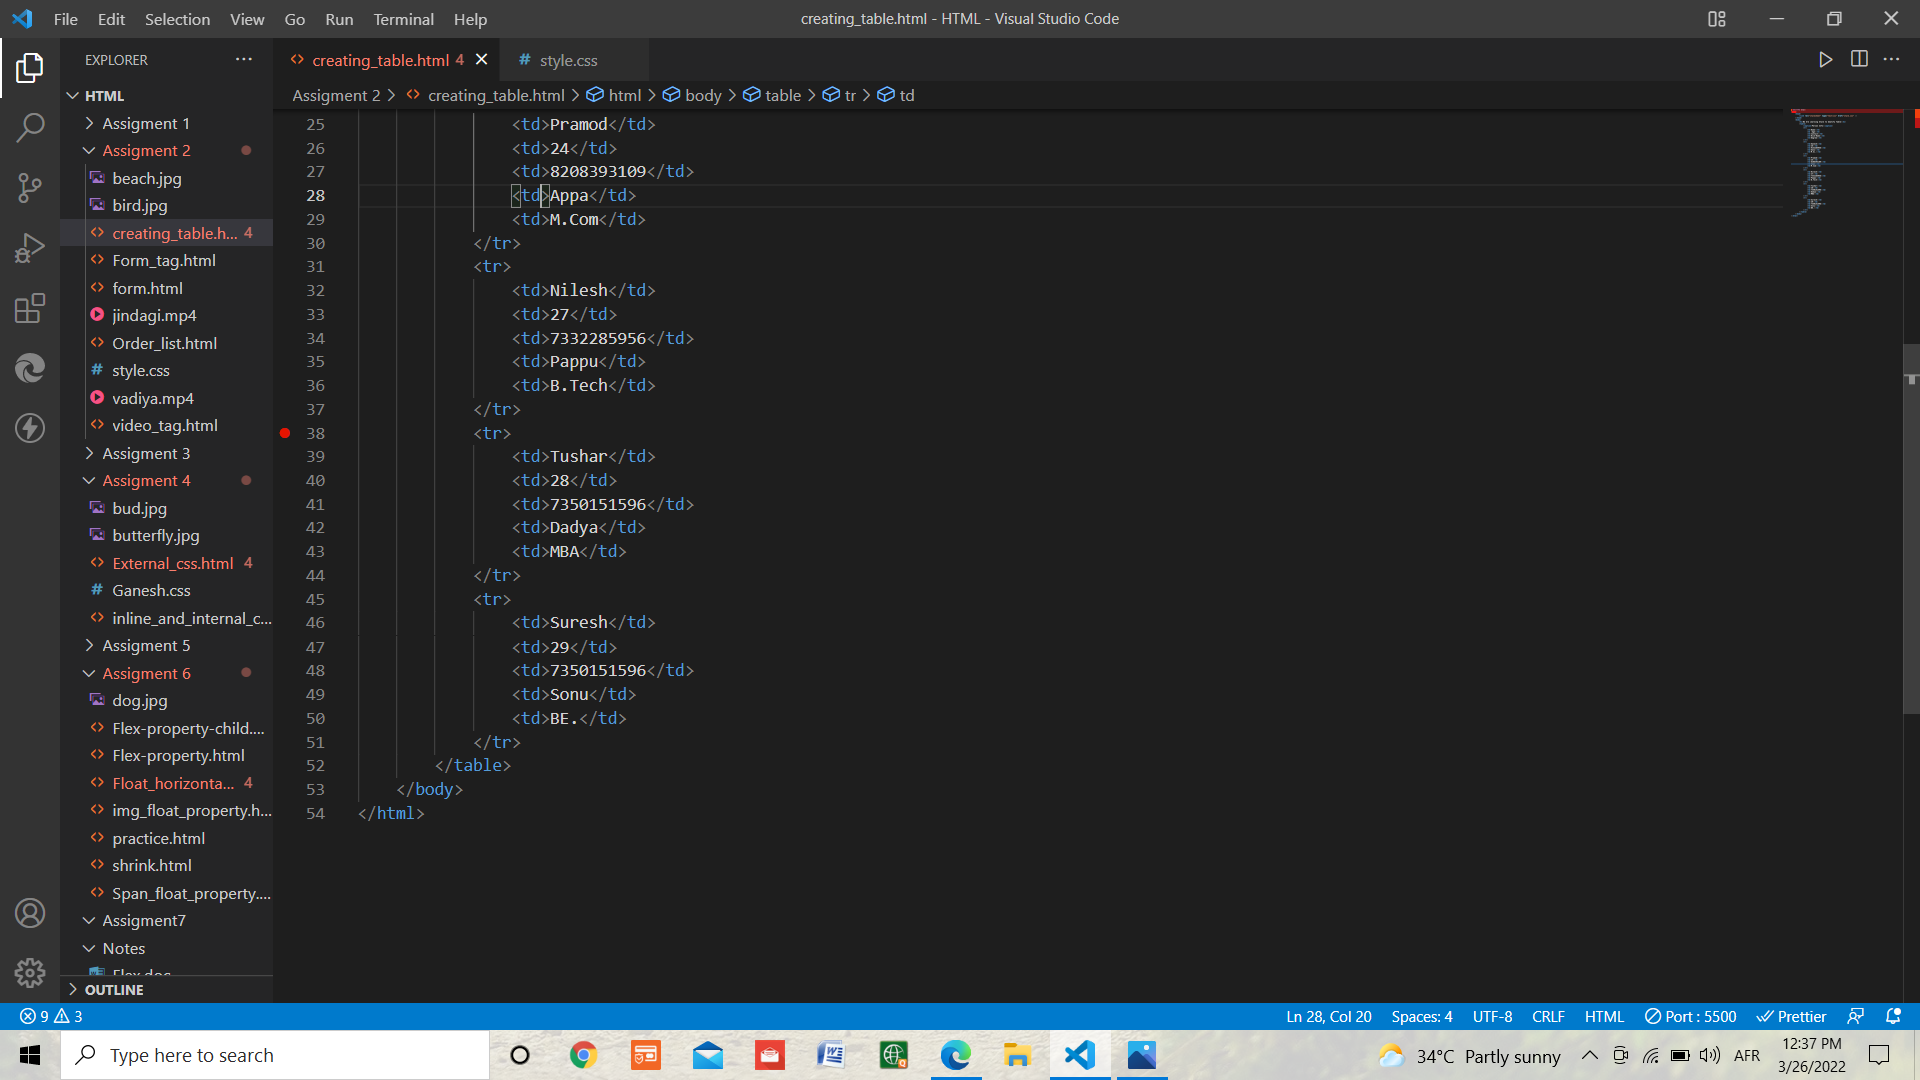 File Edit Selection View Go Run Terminal Help
creating_table.html - HTML - Visual Studio Code
EXPLORER
HTML
Assigment 1
Assigment 2
beach.jpg
bird.jpg
creating_table.h... 4
Form_tag.html
form.html
jindagi.mp4
Order_list.html
style.css
vadiya.mp4
video_tag.html
Assigment 3
Assigment 4
bud.jpg
butterfly.jpg
External_css.html 4
Ganesh.css
inline_and_internal_c...
Assigment 5
Assigment 6
dog.jpg
Flex-property-child....
Flex-property.html
Float_horizonta... 4
img_float_property.h...
practice.html
shrink.html
Span_float_property....
Assigment7
Notes
Flex.doc
OUTLINE
creating_table.html 4
style.css
Assigment 2 > creating_table.html > html > body > table > tr > td
25 <td>Pramod</td>
26 <td>24</td>
27 <td>8208393109</td>
28 <td>Appa</td>
29 <td>M.Com</td>
30 </tr>
31 <tr>
32 <td>Nilesh</td>
33 <td>27</td>
34 <td>7332285956</td>
35 <td>Pappu</td>
36 <td>B.Tech</td>
37 </tr>
38 <tr>
39 <td>Tushar</td>
40 <td>28</td>
41 <td>7350151596</td>
42 <td>Dadya</td>
43 <td>MBA</td>
44 </tr>
45 <tr>
46 <td>Suresh</td>
47 <td>29</td>
48 <td>7350151596</td>
49 <td>Sonu</td>
50 <td>BE.</td>
51 </tr>
52 </table>
53 </body>
54 </html>
9 3
Ln 28, Col 20 Spaces: 4 UTF-8 CRLF HTML Port : 5500 Prettier
Type here to search
34°C Partly sunny
AFR
12:37 PM
3/26/2022